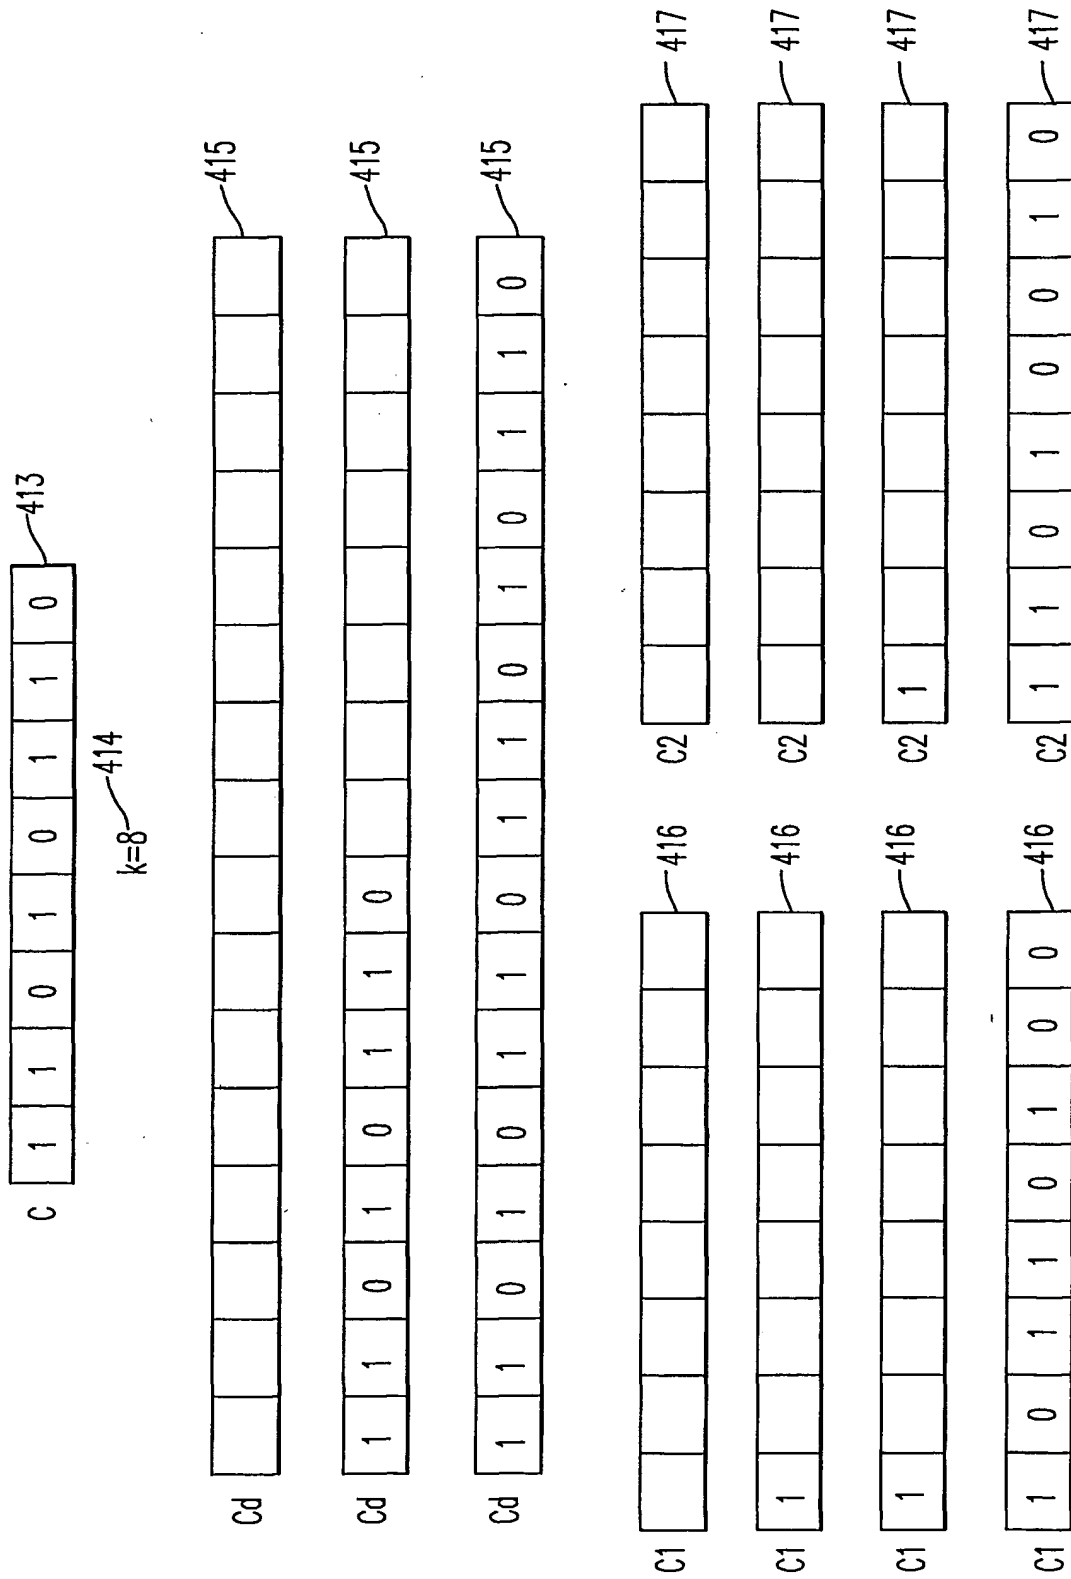 C 1 1 0 1 0 1 1 0 413
k=8 414
Cd 415
Cd 1 1 0 1 0 1 1 0 415
Cd 1 1 0 1 0 1 1 0 1 1 0 1 0 1 1 0 415
C1 416 C2 417
C1 1 416 C2 417
C1 1 416 C2 1 417
C1 1 0 1 1 0 1 0 0 416 C2 1 1 0 1 0 0 1 0 417